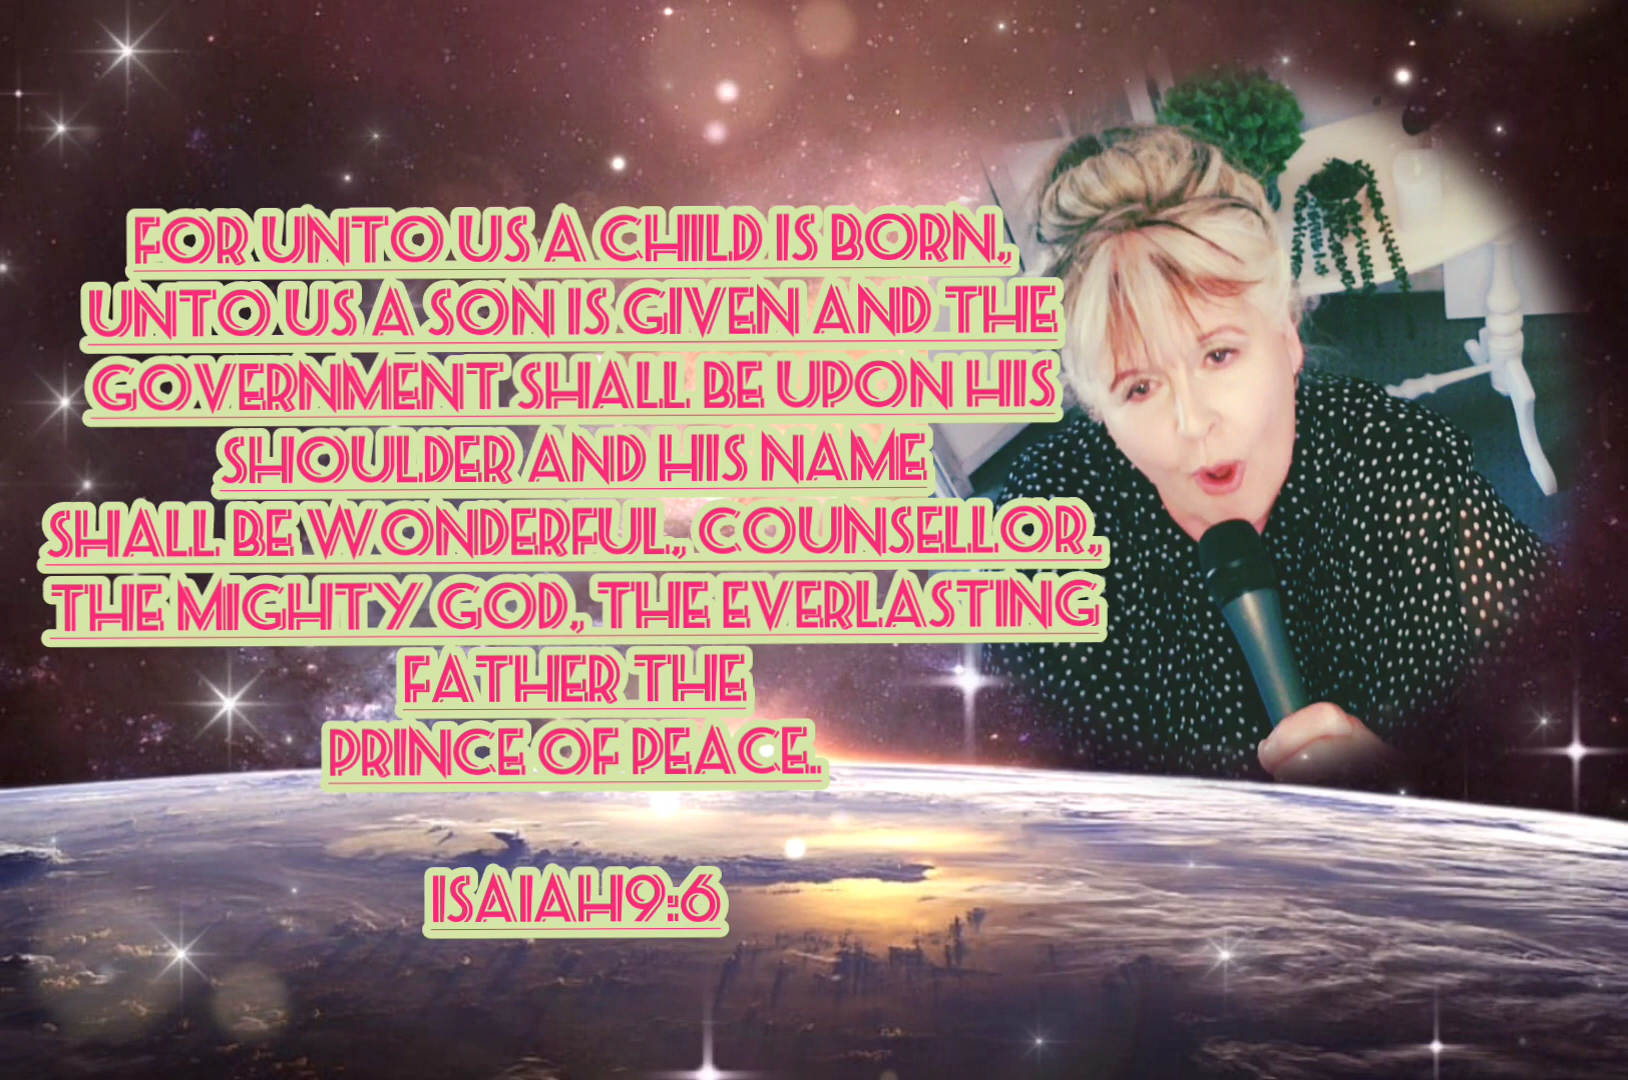 FOR UNTO US A CHILD IS BORN,
UNTO US A SON IS GIVEN AND THE
GOVERNMENT SHALL BE UPON HIS
SHOULDER AND HIS NAME
SHALL BE WONDERFUL, COUNSELLOR,
THE MIGHTY GOD, THE EVERLASTING
FATHER THE
PRINCE OF PEACE.
ISAIAH9:6